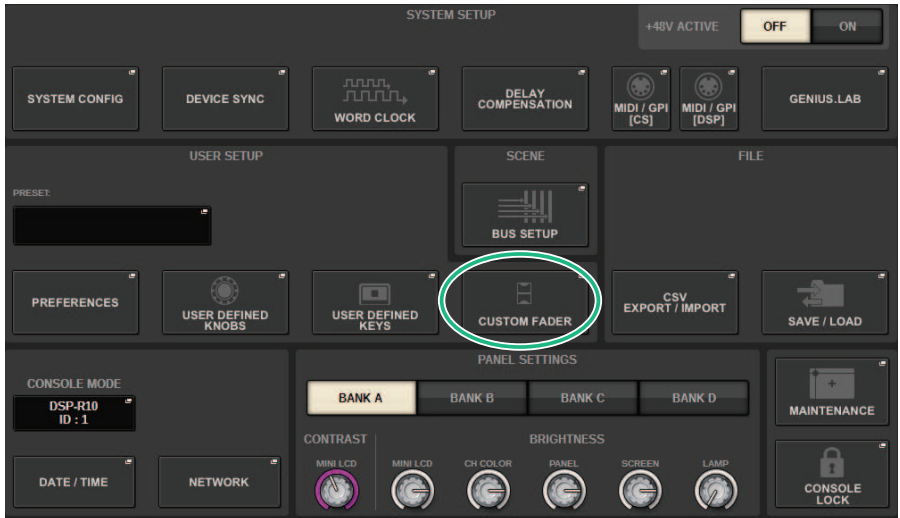 SYSTEM SETUP
+48V ACTIVE
OFF
ON
SYSTEM CONFIG
DEVICE SYNC
WORD CLOCK
DELAY
COMPENSATION
MIDI / GPI
[CS]
MIDI / GPI
[DSP]
GENIUS.LAB
USER SETUP
PRESET:
PREFERENCES
USER DEFINED
KNOBS
USER DEFINED
KEYS
SCENE
BUS SETUP
CUSTOM FADER
FILE
CSV
EXPORT / IMPORT
SAVE / LOAD
CONSOLE MODE
DSP-R10
ID : 1
DATE / TIME
NETWORK
PANEL SETTINGS
BANK A
BANK B
BANK C
BANK D
CONTRAST
BRIGHTNESS
MINI LCD
MINI LCD
CH COLOR
PANEL
SCREEN
LAMP
MAINTENANCE
CONSOLE
LOCK